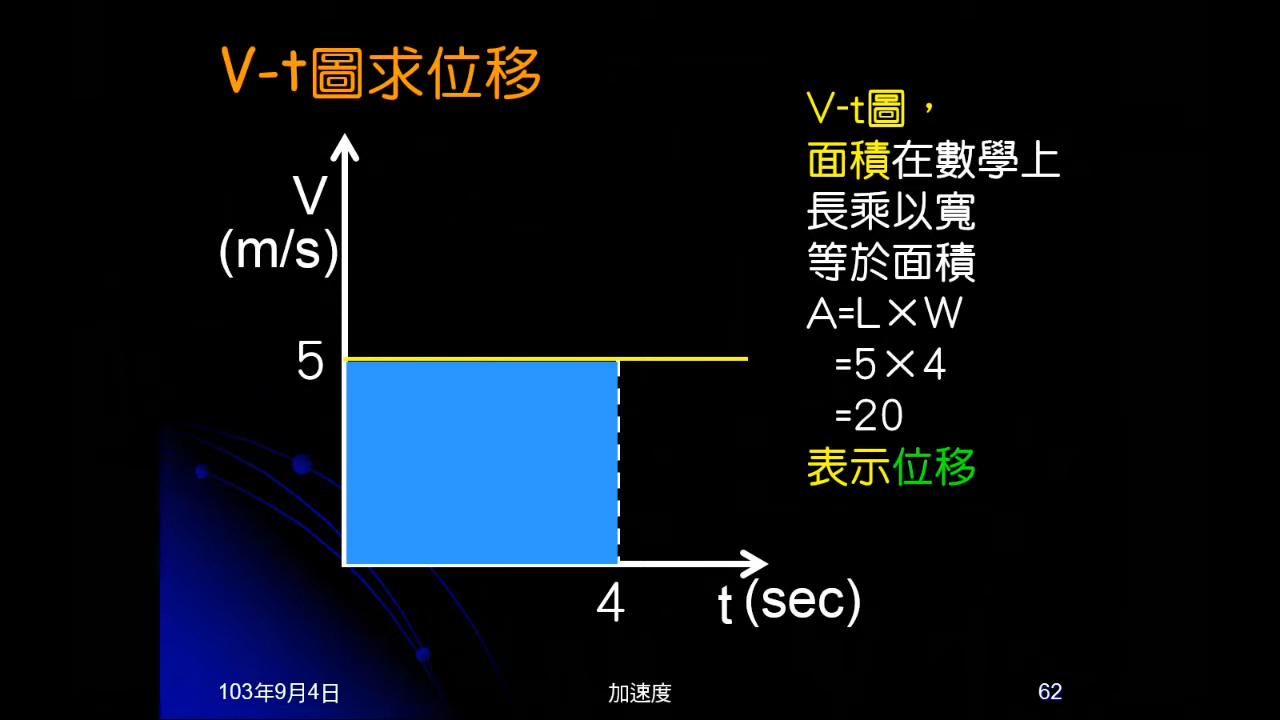 V-t圖求位移
V
(m/s)
5
4
t (sec)
V-t圖，
面積在數學上
長乘以寬
等於面積
A=L×W
=5×4
=20
表示位移
103年9月4日
加速度
62